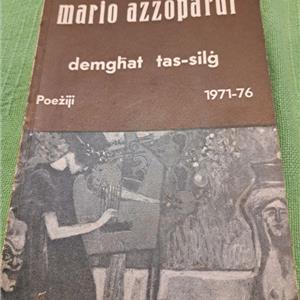 mario azzopardi
demgħat tas-silġ
Poeżiji 1971-76